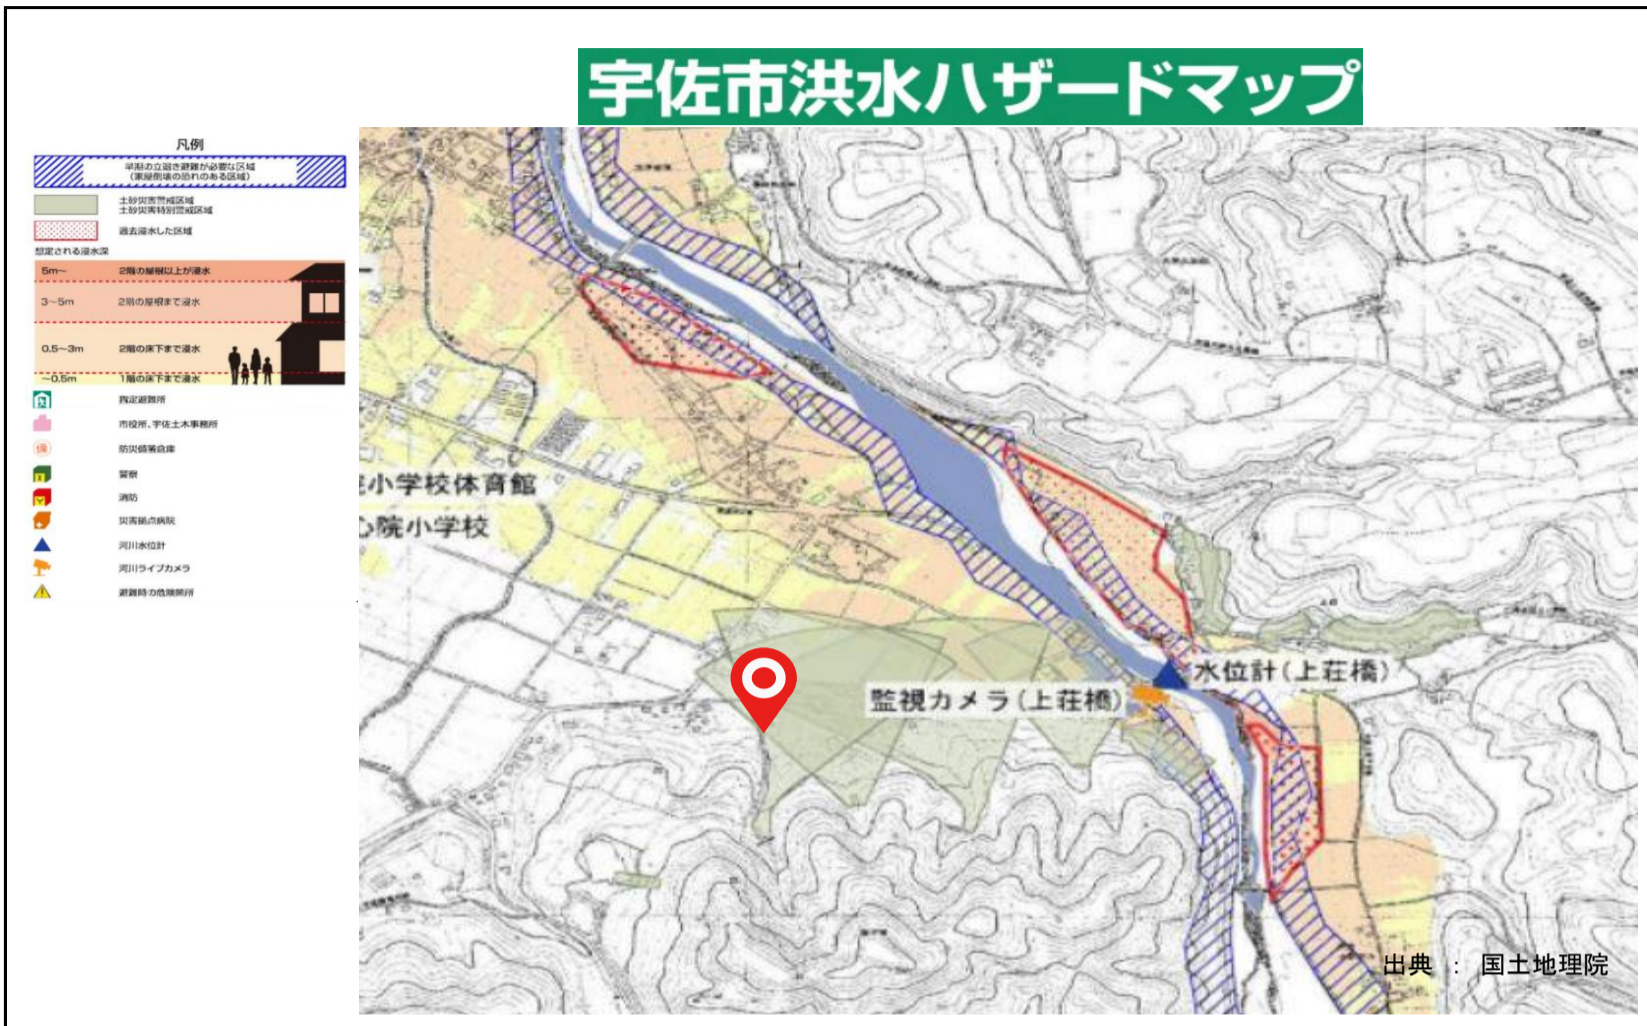 宇佐市洪水ハザードマップ
凡例
早期の立退き避難が必要な区域
(家屋倒壊の恐れのある区域)
土砂災害警戒区域
土砂災害特別警戒区域
過去浸水した区域
想定される浸水深
5m～ 2階の屋根以上が浸水
3～5m 2階の屋根まで浸水
0.5～3m 2階の床下まで浸水
～0.5m 1階の床下まで浸水
指定避難所
市役所、宇佐土木事務所
防災備蓄倉庫
警察
消防
災害拠点病院
河川水位計
河川ライブカメラ
避難時の危険箇所
小学校体育館
心院小学校
水位計(上荘橋)
監視カメラ(上荘橋)
出典 : 国土地理院